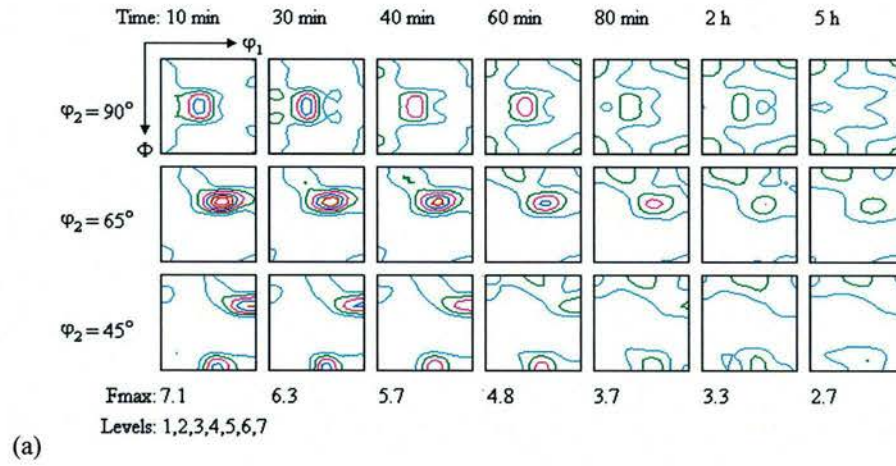 Time: 10 min 30 min 40 min 60 min 80 min 2 h 5 h
φ₁
φ₂ = 90°
Φ
φ₂ = 65°
φ₂ = 45°
Fmax: 7.1 6.3 5.7 4.8 3.7 3.3 2.7
Levels: 1,2,3,4,5,6,7
(a)